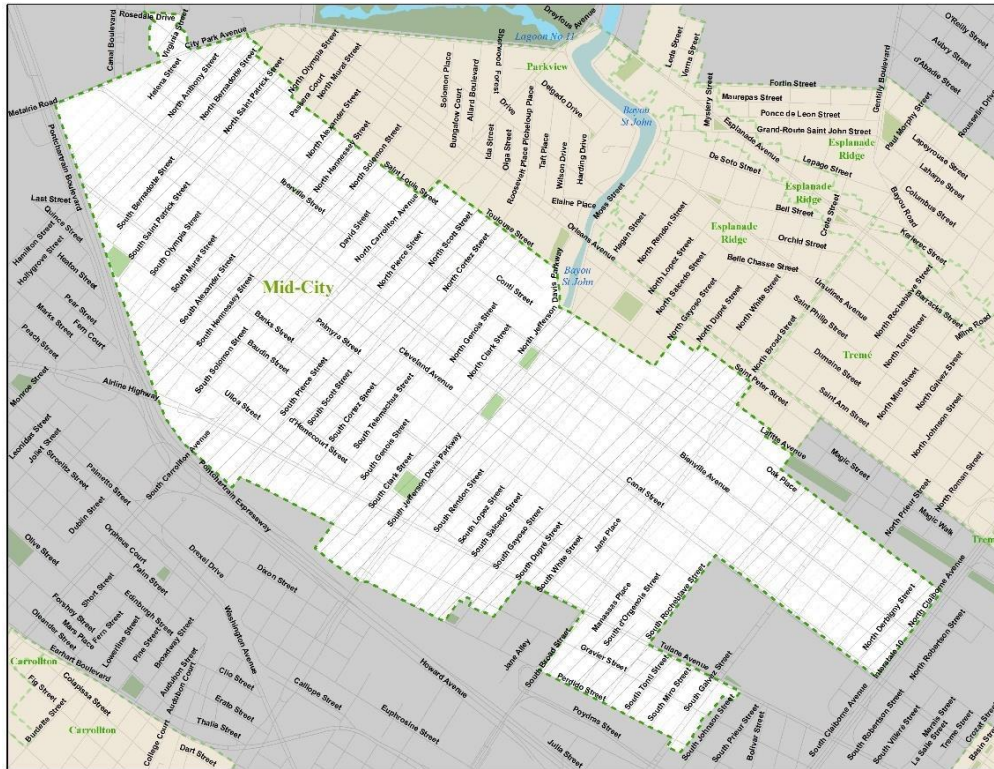 Rosedale Drive
Canal Boulevard
Virginia Street
City Park Avenue
Dreyfous Avenue
Lagoon No 11
O'Reilly Street
Aubry Street
d'Abadie Street
Rousselin Drive
Metairie Road
Pontchartrain Boulevard
Helena Street
North Anthony Street
North Bernadotte Street
North Saint Patrick Street
North Olympia Street
Pasfera Court
North Murat Street
North Alexander Street
North Hennessey Street
North Solomon Street
Solomon Place
Bungalow Court
Allard Boulevard
Sherwood Forest
Drive
Parkview
Delgado Drive
Ida Street
Olga Street
Roosevelt Place
Picheloup Place
Taft Place
Wilson Drive
Harding Drive
Elaine Place
Moss Street
Bayou
St John
Leda Street
Verna Street
Mystery Street
Fortin Street
Maurepas Street
Ponce de Leon Street
Grand-Route Saint John Street
Gentilly Boulevard
Paul Morphy Street
Esplanade
Ridge
Esplanade Avenue
De Soto Street
Lapage Street
Lapeyrouse Street
Laharpe Street
Columbus Street
Bayou Road
Kerlerec Street
Esplanade
Ridge
Bell Street
Crete Street
Orchid Street
Esplanade
Ridge
Belle Chasse Street
Last Street
Quince Street
Hamilton Street
Hollygrove Street
Heaton Street
Pear Street
Fern Court
Marks Street
Peach Street
Monroe Street
Airline Highway
South Bernadotte Street
South Saint Patrick Street
South Olympia Street
South Murat Street
South Alexander Street
South Hennessey Street
South Solomon Street
Iberville Street
Saint Louis Street
Toulouse Street
Orleans Avenue
David Street
North Carrollton Avenue
North Pierce Street
North Scott Street
North Cortez Street
Conti Street
Mid-City
Banks Street
Baudin Street
Palmyra Street
Ulloa Street
d'Hemecourt Street
Cleveland Avenue
South Pierce Street
South Scott Street
South Cortez Street
South Telemachus Street
South Genois Street
South Clark Street
South Jefferson Davis Parkway
North Genois Street
North Clark Street
North Jefferson Davis Parkway
Bayou
St John
Hagan Street
North Rendon Street
North Lopez Street
North Salcedo Street
North Gayoso Street
North Dupré Street
North White Street
North Broad Street
Ursulines Avenue
Saint Philip Street
Dumaine Street
Saint Ann Street
Saint Peter Street
Lafitte Avenue
Oak Place
Tremé
North Rocheblave Street
North Tonti Street
North Miro Street
North Galvez Street
North Johnson Street
North Roman Street
Barracks Street
Milne Road
Magic Street
North Prieur Street
Magic Walk
Tremé
Bienville Avenue
Canal Street
South Rendon Street
South Lopez Street
South Salcedo Street
South Gayoso Street
South Dupré Street
South White Street
Jane Place
Manassas Place
South d'Orgenois Street
South Rocheblave Street
Tulane Avenue
Gravier Street
Perdido Street
South Tonti Street
South Miro Street
South Galvez Street
South Johnson Street
South Prieur Street
Bolivar Street
North Derbigny Street
North Claiborne Avenue
Interstate 10
North Robertson Street
South Claiborne Avenue
South Robertson Street
South Villeré Street
Marais Street
La Salle Street
Treme Street
Crozat Street
Basin Street
South Broad Street
Jane Alley
Howard Avenue
Poydras Street
Julia Street
Euphrosine Street
Calliope Street
Clio Street
Erato Street
Thalia Street
Dart Street
Washington Avenue
Dixon Street
Drexel Drive
Pontchartrain Expressway
South Carrollton Avenue
Leonidas Street
Joliet Street
Stroelitz Street
Palmetto Street
Dublin Street
Olive Street
Orpheus Court
Palm Street
Short Street
Forshey Street
Mars Place
Fern Street
Oleander Street
Edinburgh Street
Lowerline Street
Pine Street
Broadway Street
Audubon Street
Audubon Court
College Court
Earhart Boulevard
Carrollton
Colapissa Street
Fig Street
Burdette Street
Carrollton